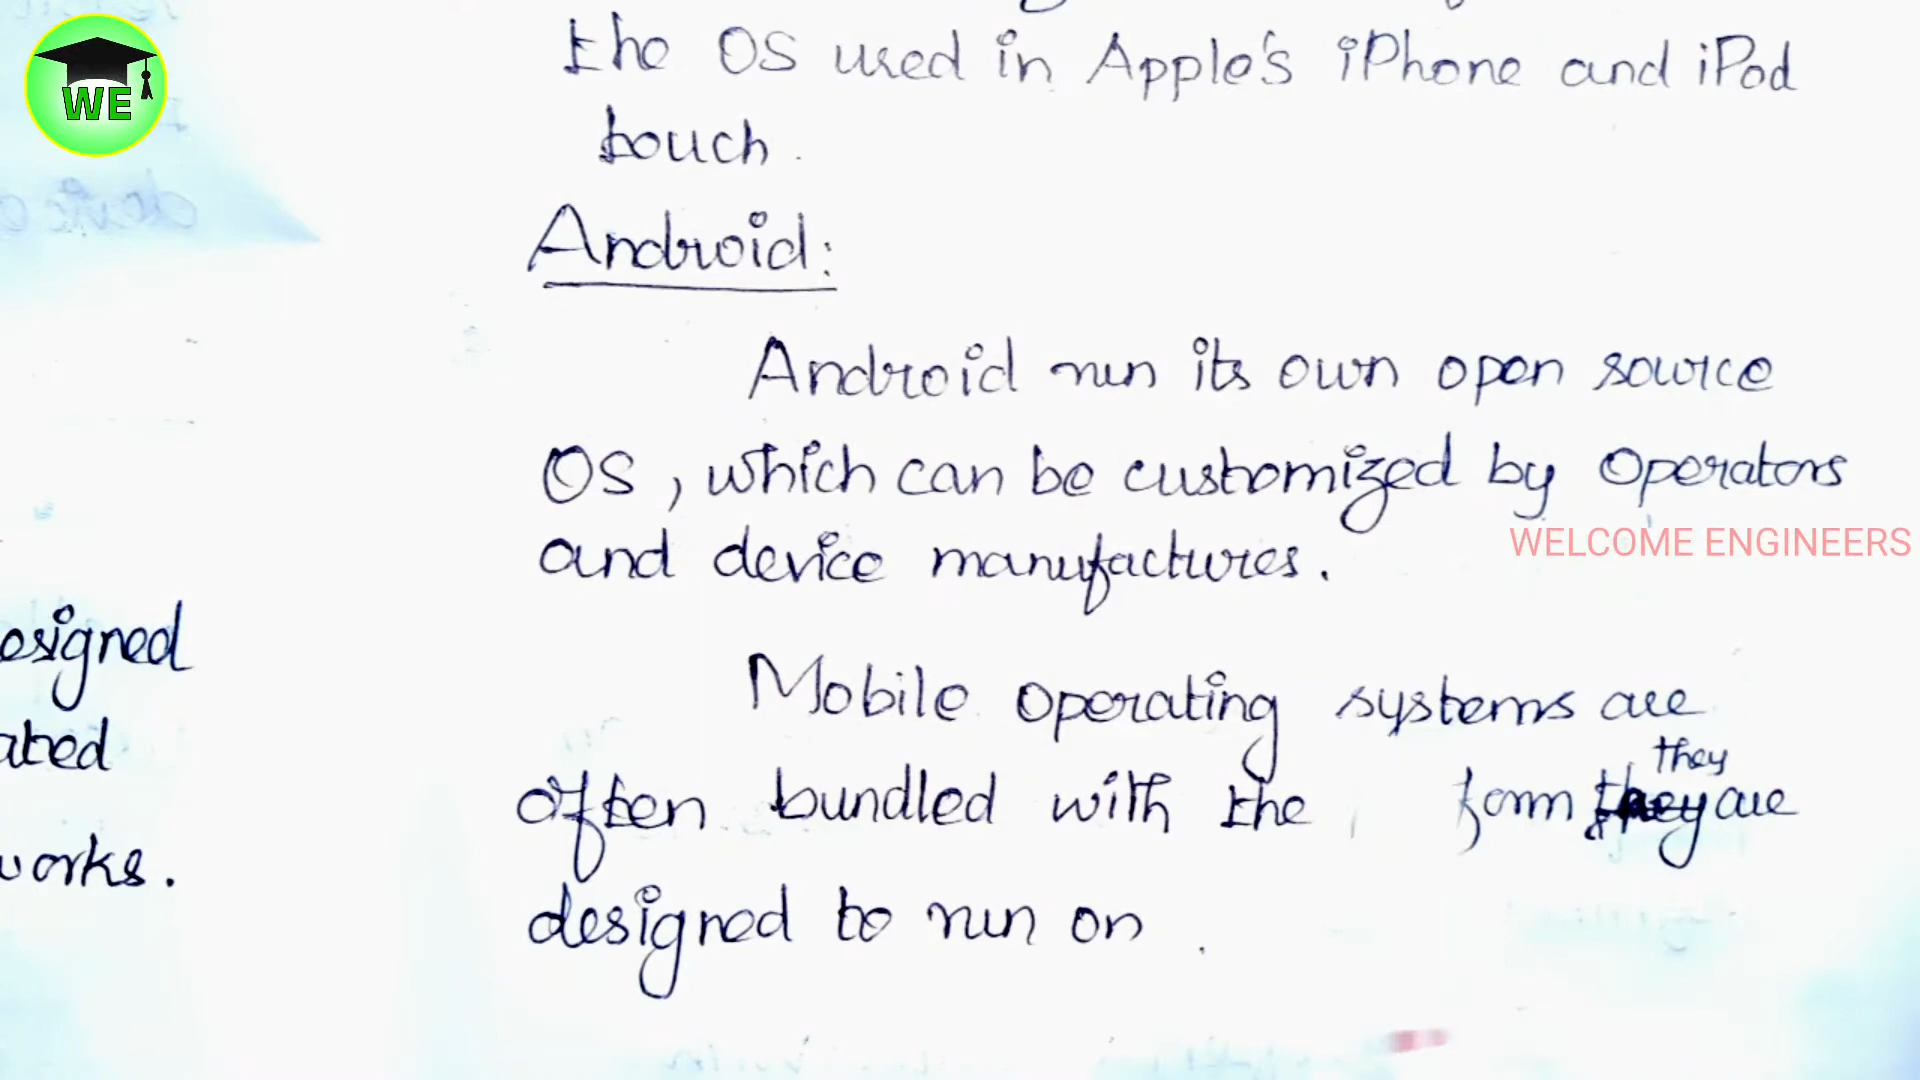 WE
the OS used in Apple's iPhone and iPod
touch.
Android:
Android run its own open source
OS, which can be customized by operators
WELCOME ENGINEERS
and device manufactures.
esigned
Mobile operating systems are
ated
they
often bundled with the form they are
works.
designed to run on.